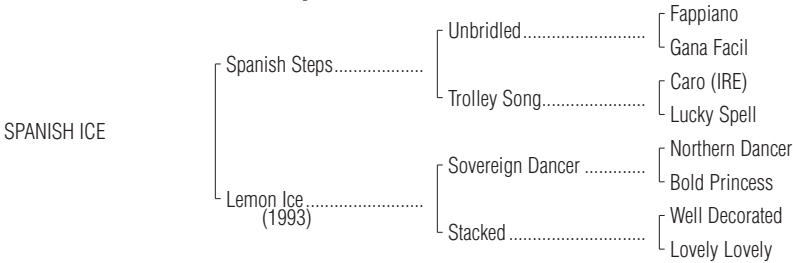 Fappiano
Unbridled
Gana Facil
Spanish Steps
Caro (IRE)
Trolley Song
Lucky Spell
SPANISH ICE
Northern Dancer
Sovereign Dancer
Bold Princess
Lemon Ice
(1993)
Well Decorated
Stacked
Lovely Lovely